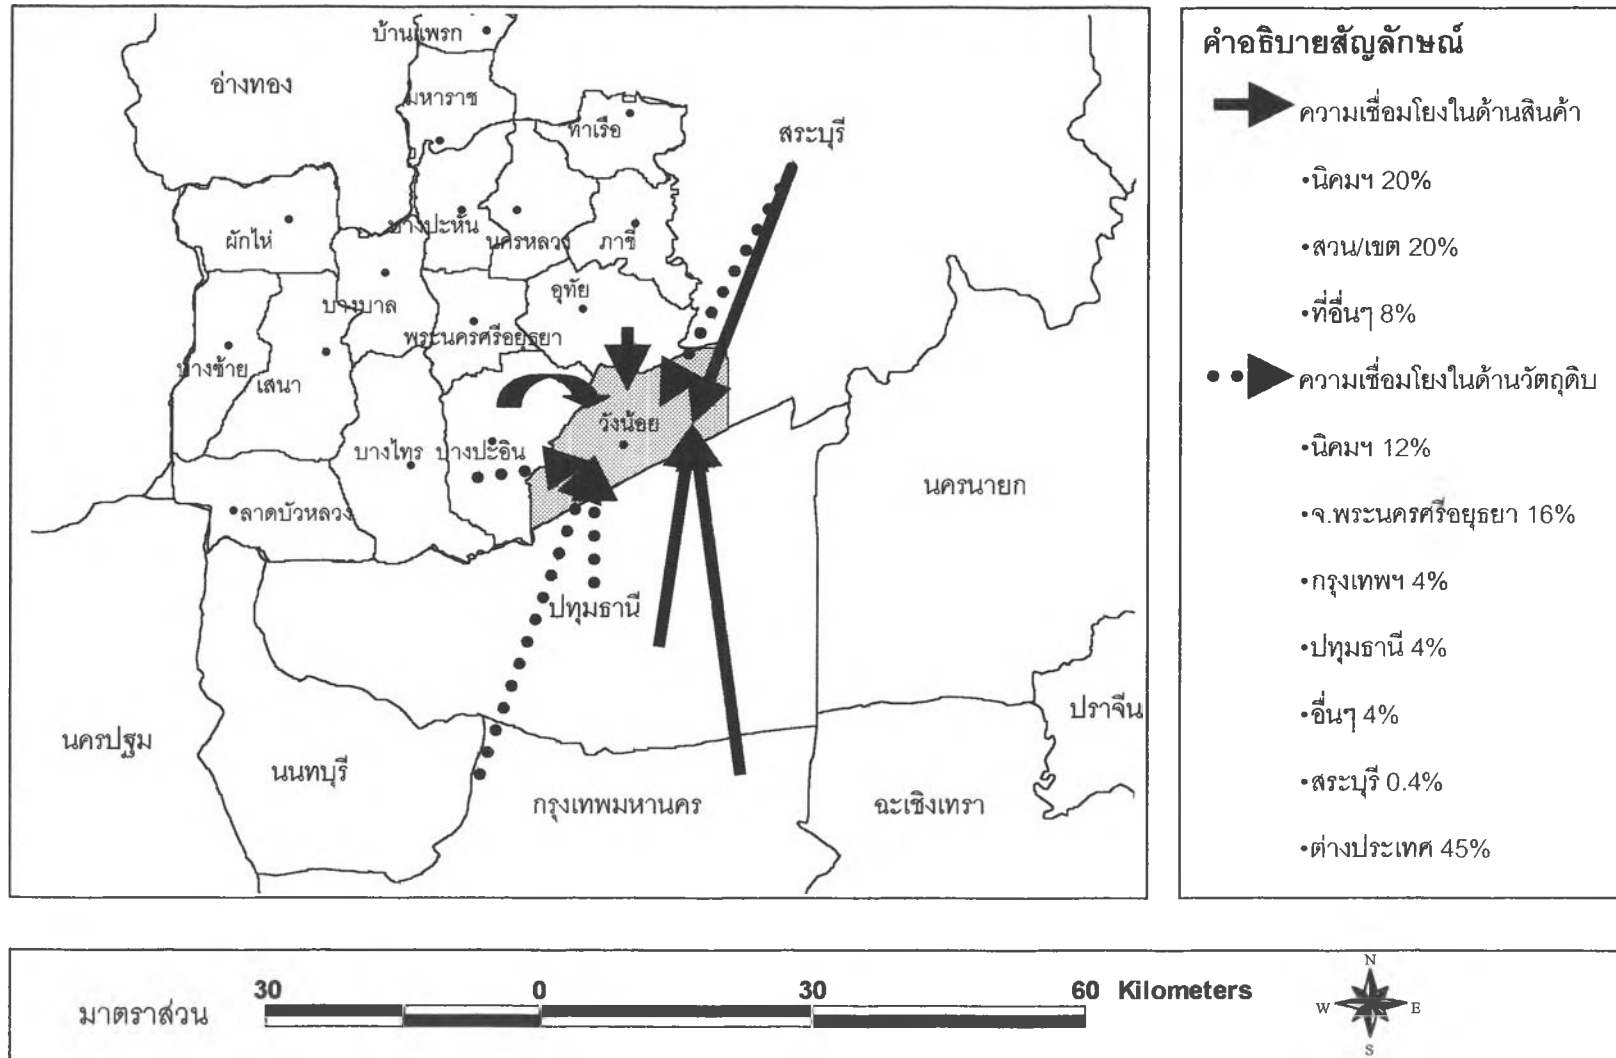 บ้านแพรก
อ่างทอง
มหาราช
ท่าเรือ
สระบุรี
ผักไห่
บางปะหัน
นครหลวง
ภาชี
อุทัย
บางบาล
พระนครศรีอยุธยา
บางซ้าย
เสนา
วังน้อย
บางไทร
บางปะอิน
นครนายก
ลาดบัวหลวง
ปทุมธานี
ปราจีน
นครปฐม
นนทบุรี
กรุงเทพมหานคร
ฉะเชิงเทรา
คำอธิบายสัญลักษณ์
ความเชื่อมโยงในด้านสินค้า
•นิคมฯ 20%
•สวน/เขต 20%
•ที่อื่นๆ 8%
ความเชื่อมโยงในด้านวัตถุดิบ
•นิคมฯ 12%
•จ.พระนครศรีอยุธยา 16%
•กรุงเทพฯ 4%
•ปทุมธานี 4%
•อื่นๆ 4%
•สระบุรี 0.4%
•ต่างประเทศ 45%
มาตราส่วน
30 0 30 60 Kilometers
N
W E
S